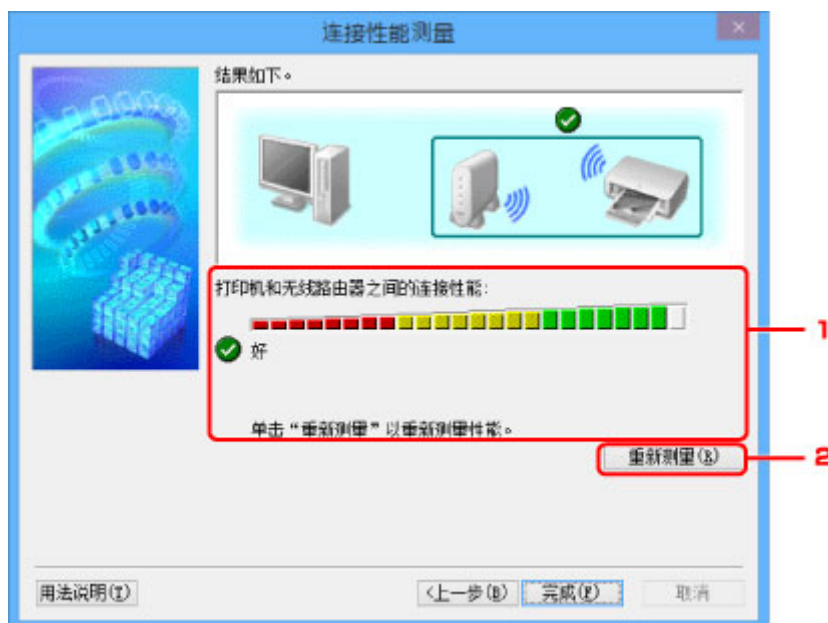 连接性能测量
结果如下。
打印机和无线路由器之间的连接性能:
好
单击“重新测量”以重新测量性能。
1
重新测量(R)
2
用法说明(I)
<上一步(B)
完成(F)
取消